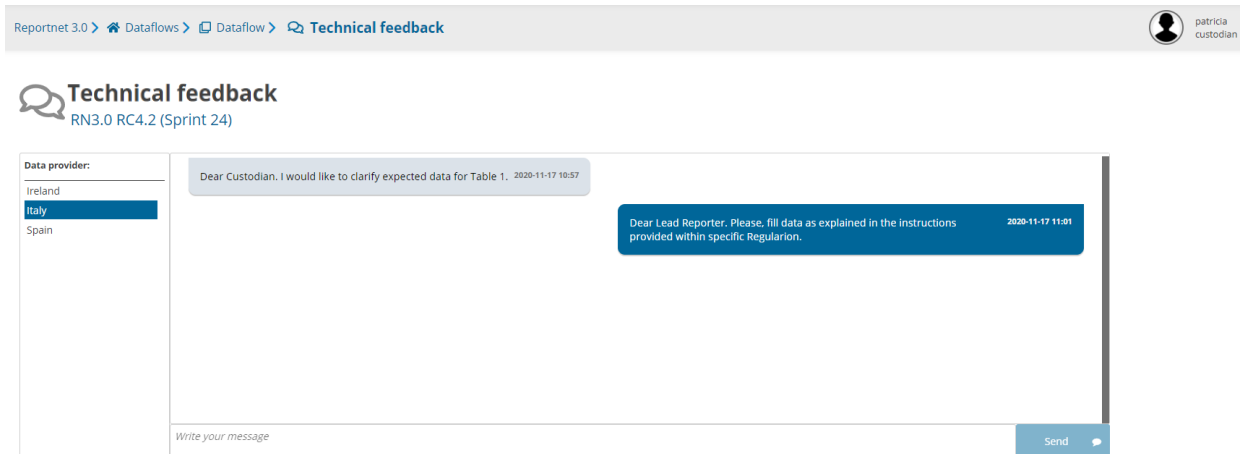 Reportnet 3.0 > Dataflows > Dataflow > Technical feedback
patricia
custodian
Technical feedback
RN3.0 RC4.2 (Sprint 24)
Data provider:
Ireland
Italy
Spain
Dear Custodian. I would like to clarify expected data for Table 1. 2020-11-17 10:57
Dear Lead Reporter. Please, fill data as explained in the instructions 2020-11-17 11:01
provided within specific Regularion.
Write your message
Send